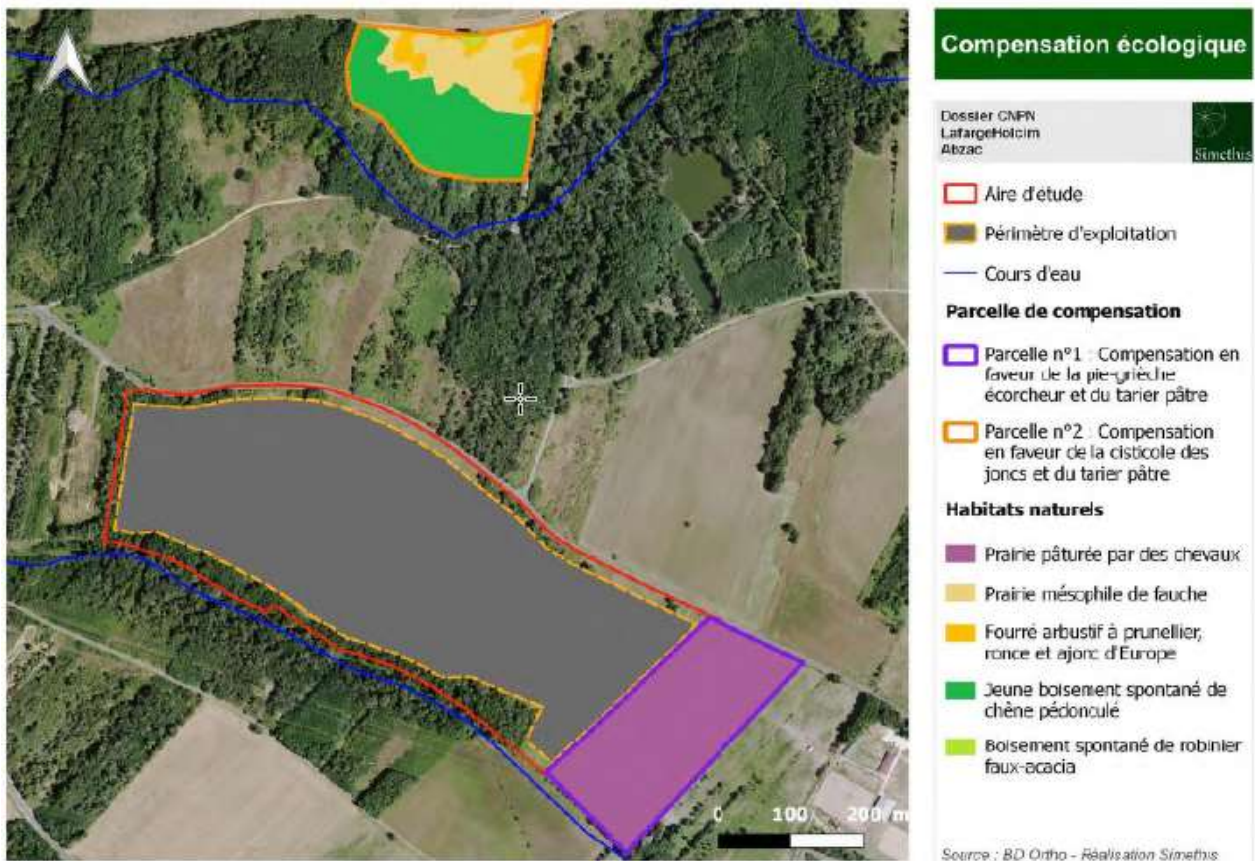 Compensation écologique
Dossier CNPN
LafargeHolcim
Abzac
Simethis
Aire d'étude
Périmètre d'exploitation
Cours d'eau
Parcelle de compensation
Parcelle n°1 : Compensation en
faveur de la pie-grièche
écorcheur et du tarier pâtre
Parcelle n°2 : Compensation
en faveur de la cisticole des
joncs et du tarier pâtre
Habitats naturels
Prairie pâturée par des chevaux
Prairie mésophile de fauche
Fourré arbustif à prunellier,
ronce et ajonc d'Europe
Jeune boisement spontané de
chêne pédonculé
Boisement spontané de robinier
faux-acacia
0 100 200 m
Source : BD Ortho - Réalisation Simethis